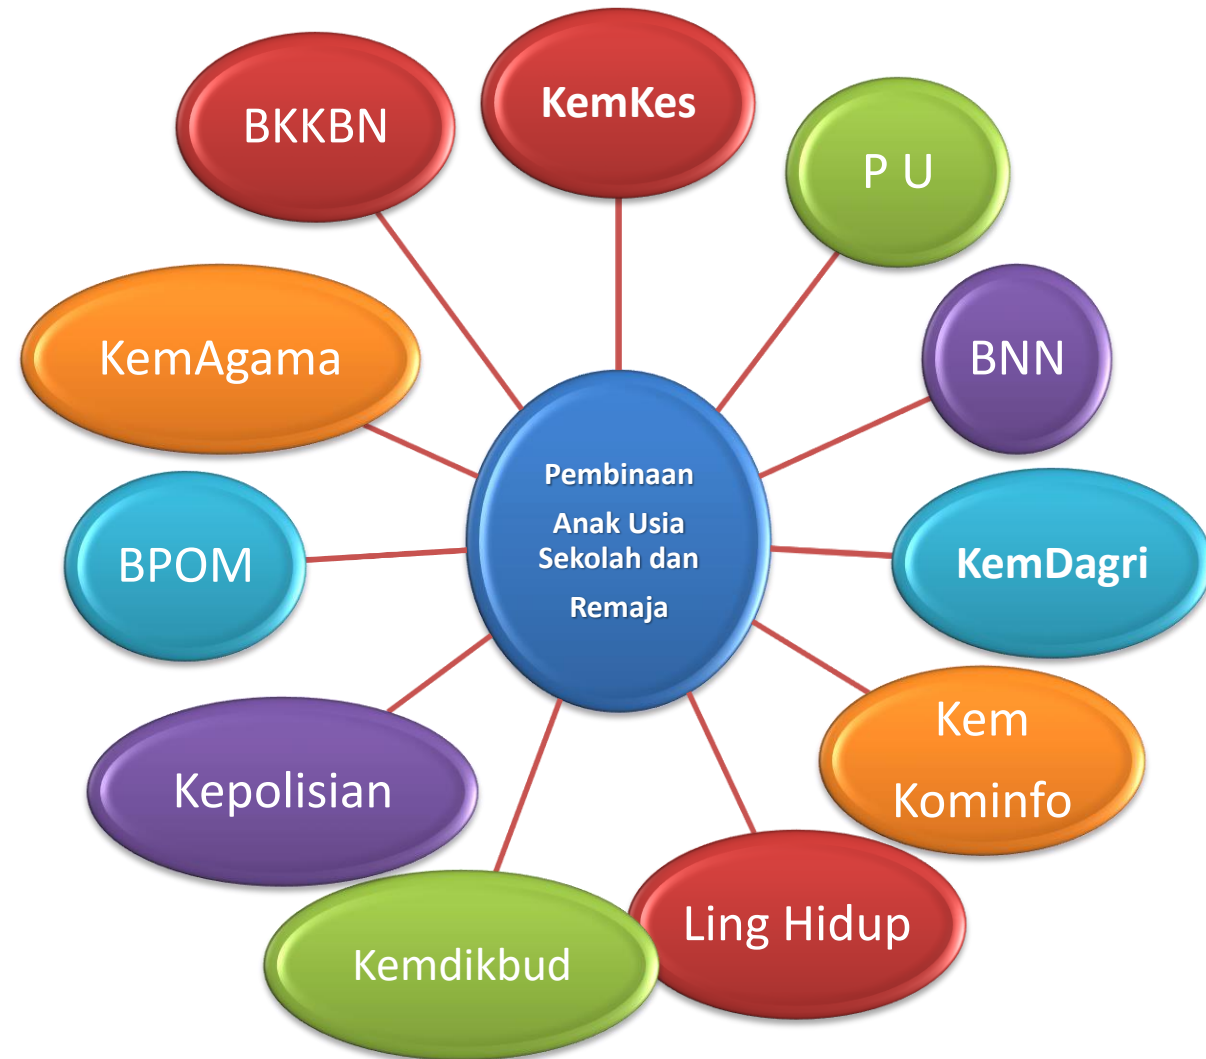 KemKes
P U
BNN
KemDagri
Kem
Kominfo
Ling Hidup
Kemdikbud
Kepolisian
BPOM
KemAgama
BKKBN
Pembinaan
Anak Usia
Sekolah dan
Remaja